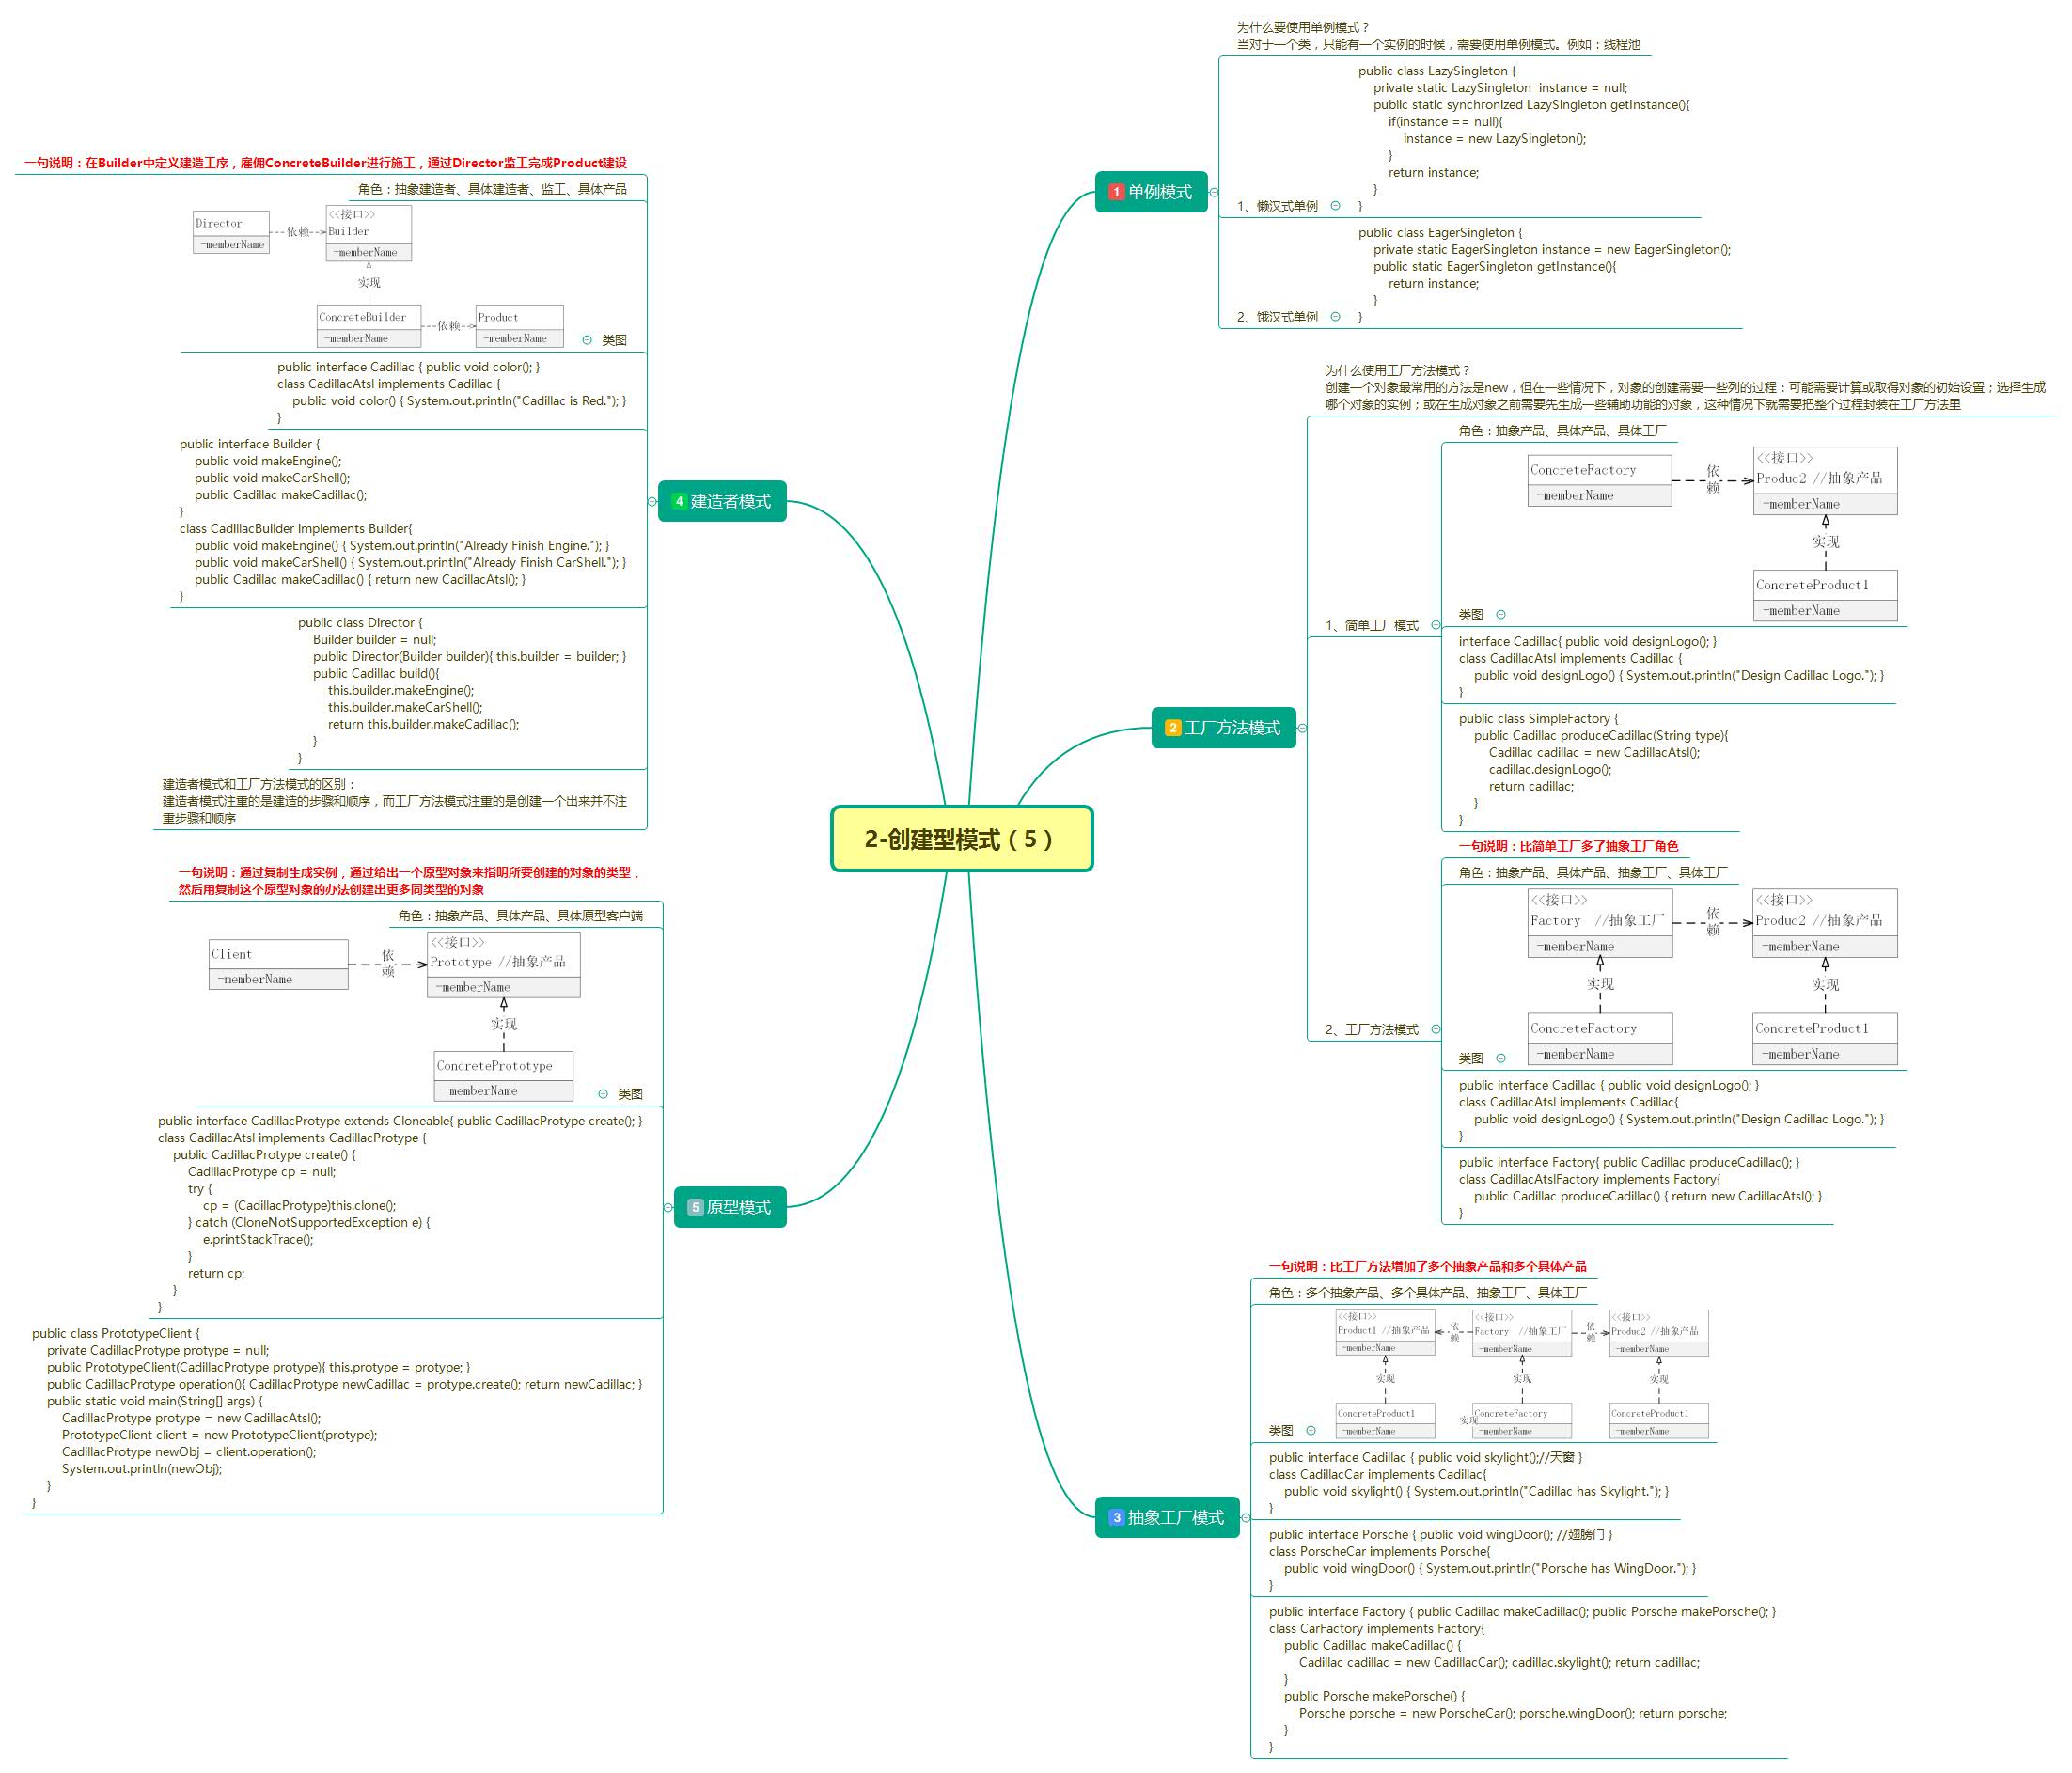 2-创建型模式（5）
1 单例模式
为什么要使用单例模式？
当对于一个类，只能有一个实例的时候，需要使用单例模式。例如：线程池
1、懒汉式单例
public class LazySingleton {
private static LazySingleton  instance = null;
public static synchronized LazySingleton getInstance(){
if(instance == null){
instance = new LazySingleton();
}
return instance;
}
}
2、饿汉式单例
public class EagerSingleton {
private static EagerSingleton instance = new EagerSingleton();
public static EagerSingleton getInstance(){
return instance;
}
}
2 工厂方法模式
为什么使用工厂方法模式？
创建一个对象最常用的方法是new，但在一些情况下，对象的创建需要一些列的过程：可能需要计算或取得对象的初始设置；选择生成
哪个对象的实例；或在生成对象之前需要先生成一些辅助功能的对象，这种情况下就需要把整个过程封装在工厂方法里
1、简单工厂模式
角色：抽象产品、具体产品、具体工厂
类图
ConcreteFactory
-memberName
依
赖
<<接口>>
Produc2 //抽象产品
-memberName
实现
ConcreteProduct1
-memberName
interface Cadillac{ public void designLogo(); }
class CadillacAtsl implements Cadillac {
public void designLogo() { System.out.println("Design Cadillac Logo."); }
}
public class SimpleFactory {
public Cadillac produceCadillac(String type){
Cadillac cadillac = new CadillacAtsl();
cadillac.designLogo();
return cadillac;
}
}
2、工厂方法模式
一句说明：比简单工厂多了抽象工厂角色
角色：抽象产品、具体产品、抽象工厂、具体工厂
类图
<<接口>>
Factory  //抽象工厂
-memberName
依
赖
<<接口>>
Produc2 //抽象产品
-memberName
实现
实现
ConcreteFactory
-memberName
ConcreteProduct1
-memberName
public interface Cadillac { public void designLogo(); }
class CadillacAtsl implements Cadillac{
public void designLogo() { System.out.println("Design Cadillac Logo."); }
}
public interface Factory{ public Cadillac produceCadillac(); }
class CadillacAtslFactory implements Factory{
public Cadillac produceCadillac() { return new CadillacAtsl(); }
}
3 抽象工厂模式
一句说明：比工厂方法增加了多个抽象产品和多个具体产品
角色：多个抽象产品、多个具体产品、抽象工厂、具体工厂
类图
<<接口>>
Product1 //抽象产品
-memberName
依
赖
<<接口>>
Factory  //抽象工厂
-memberName
依
赖
<<接口>>
Produc2 //抽象产品
-memberName
实现
实现
实现
ConcreteProduct1
-memberName
实现
ConcreteFactory
-memberName
ConcreteProduct1
-memberName
public interface Cadillac { public void skylight();//天窗 }
class CadillacCar implements Cadillac{
public void skylight() { System.out.println("Cadillac has Skylight."); }
}
public interface Porsche { public void wingDoor(); //翅膀门 }
class PorscheCar implements Porsche{
public void wingDoor() { System.out.println("Porsche has WingDoor."); }
}
public interface Factory { public Cadillac makeCadillac(); public Porsche makePorsche(); }
class CarFactory implements Factory{
public Cadillac makeCadillac() {
Cadillac cadillac = new CadillacCar(); cadillac.skylight(); return cadillac;
}
public Porsche makePorsche() {
Porsche porsche = new PorscheCar(); porsche.wingDoor(); return porsche;
}
}
4 建造者模式
一句说明：在Builder中定义建造工序，雇佣ConcreteBuilder进行施工，通过Director监工完成Product建设
角色：抽象建造者、具体建造者、监工、具体产品
Director
-memberName
依赖
<<接口>>
Builder
-memberName
实现
ConcreteBuilder
-memberName
依赖
Product
-memberName
类图
public interface Cadillac { public void color(); }
class CadillacAtsl implements Cadillac {
public void color() { System.out.println("Cadillac is Red."); }
}
public interface Builder {
public void makeEngine();
public void makeCarShell();
public Cadillac makeCadillac();
}
class CadillacBuilder implements Builder{
public void makeEngine() { System.out.println("Already Finish Engine."); }
public void makeCarShell() { System.out.println("Already Finish CarShell."); }
public Cadillac makeCadillac() { return new CadillacAtsl(); }
}
public class Director {
Builder builder = null;
public Director(Builder builder){ this.builder = builder; }
public Cadillac build(){
this.builder.makeEngine();
this.builder.makeCarShell();
return this.builder.makeCadillac();
}
}
建造者模式和工厂方法模式的区别：
建造者模式注重的是建造的步骤和顺序，而工厂方法模式注重的是创建一个出来并不注
重步骤和顺序
5 原型模式
一句说明：通过复制生成实例，通过给出一个原型对象来指明所要创建的对象的类型，
然后用复制这个原型对象的办法创建出更多同类型的对象
角色：抽象产品、具体产品、具体原型客户端
Client
-memberName
依
赖
<<接口>>
Prototype //抽象产品
-memberName
实现
ConcretePrototype
-memberName
类图
public interface CadillacProtype extends Cloneable{ public CadillacProtype create(); }
class CadillacAtsl implements CadillacProtype {
public CadillacProtype create() {
CadillacProtype cp = null;
try {
cp = (CadillacProtype)this.clone();
} catch (CloneNotSupportedException e) {
e.printStackTrace();
}
return cp;
}
}
public class PrototypeClient {
private CadillacProtype protype = null;
public PrototypeClient(CadillacProtype protype){ this.protype = protype; }
public CadillacProtype operation(){ CadillacProtype newCadillac = protype.create(); return newCadillac; }
public static void main(String[] args) {
CadillacProtype protype = new CadillacAtsl();
PrototypeClient client = new PrototypeClient(protype);
CadillacProtype newObj = client.operation();
System.out.println(newObj);
}
}